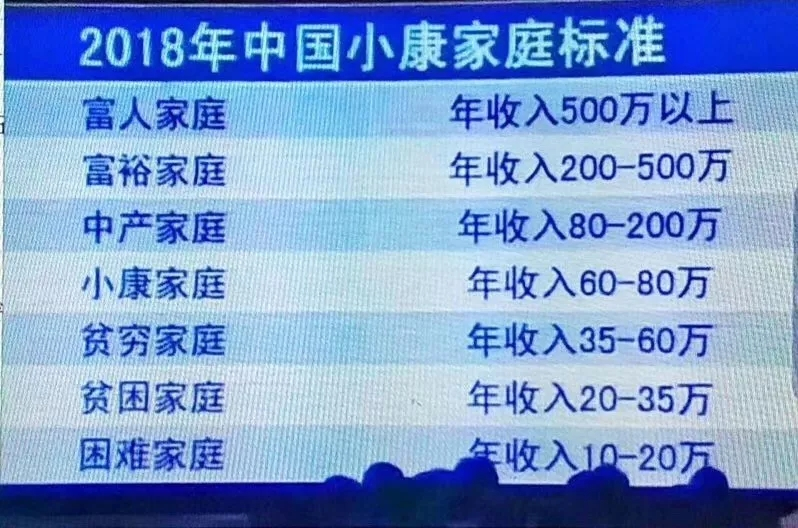 2018年中国小康家庭标准
富人家庭 年收入500万以上
富裕家庭 年收入200-500万
中产家庭 年收入80-200万
小康家庭 年收入60-80万
贫穷家庭 年收入35-60万
贫困家庭 年收入20-35万
困难家庭 年收入10-20万